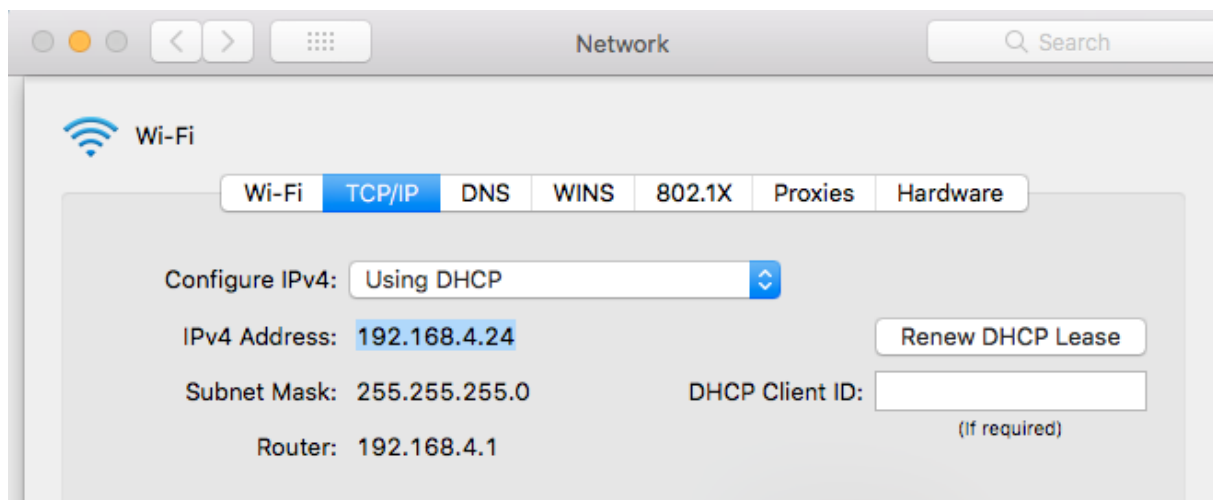 Network
Search
Wi-Fi
Wi-Fi TCP/IP DNS WINS 802.1X Proxies Hardware
Configure IPv4: Using DHCP
IPv4 Address: 192.168.4.24 Renew DHCP Lease
Subnet Mask: 255.255.255.0 DHCP Client ID:
(If required)
Router: 192.168.4.1